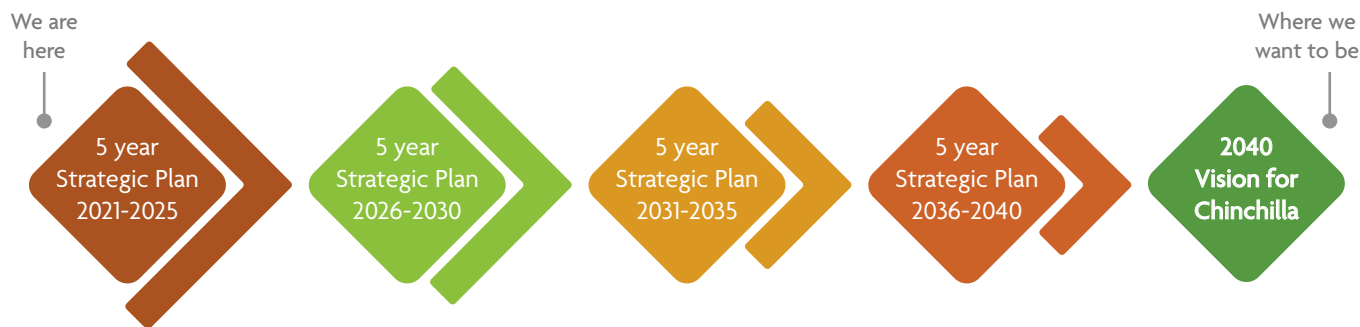 We are
here
5 year
Strategic Plan
2021-2025
5 year
Strategic Plan
2026-2030
5 year
Strategic Plan
2031-2035
5 year
Strategic Plan
2036-2040
2040
Vision for
Chinchilla
Where we
want to be